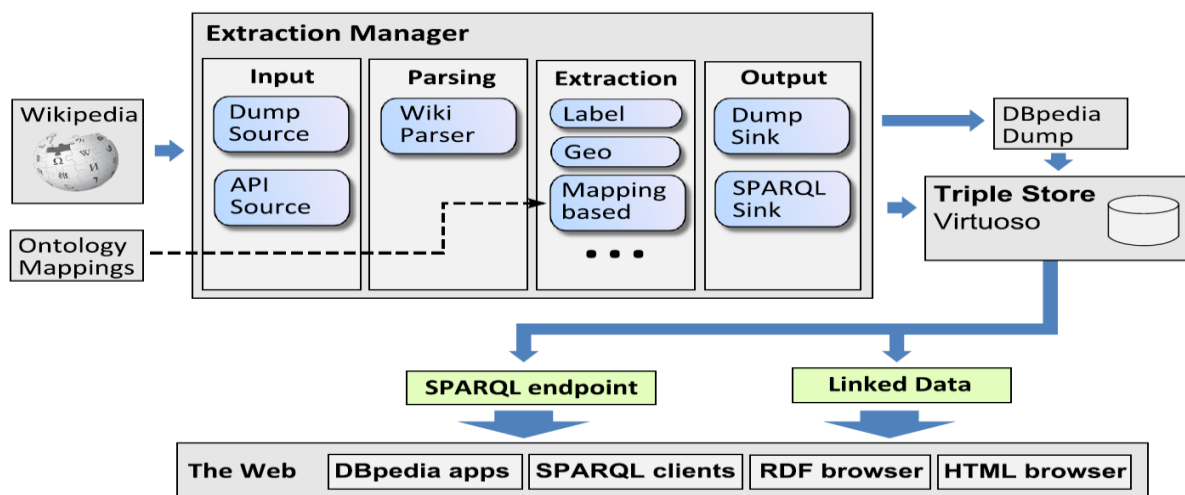 Extraction Manager
Input
Dump
Source
API
Source
Parsing
Wiki
Parser
Extraction
Label
Geo
Mapping
based
...
Output
Dump
Sink
SPARQL
Sink
Wikipedia
Ontology
Mappings
DBpedia
Dump
Triple Store
Virtuoso
SPARQL endpoint
Linked Data
The Web
DBpedia apps
SPARQL clients
RDF browser
HTML browser